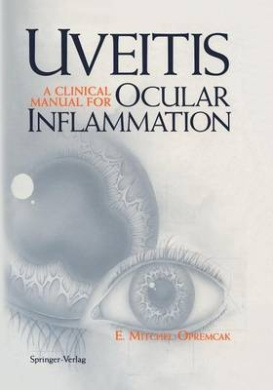 UVEITIS
A CLINICAL
MANUAL FOR
OCULAR
INFLAMMATION
E. MITCHEL OPREMCAK
Springer-Verlag